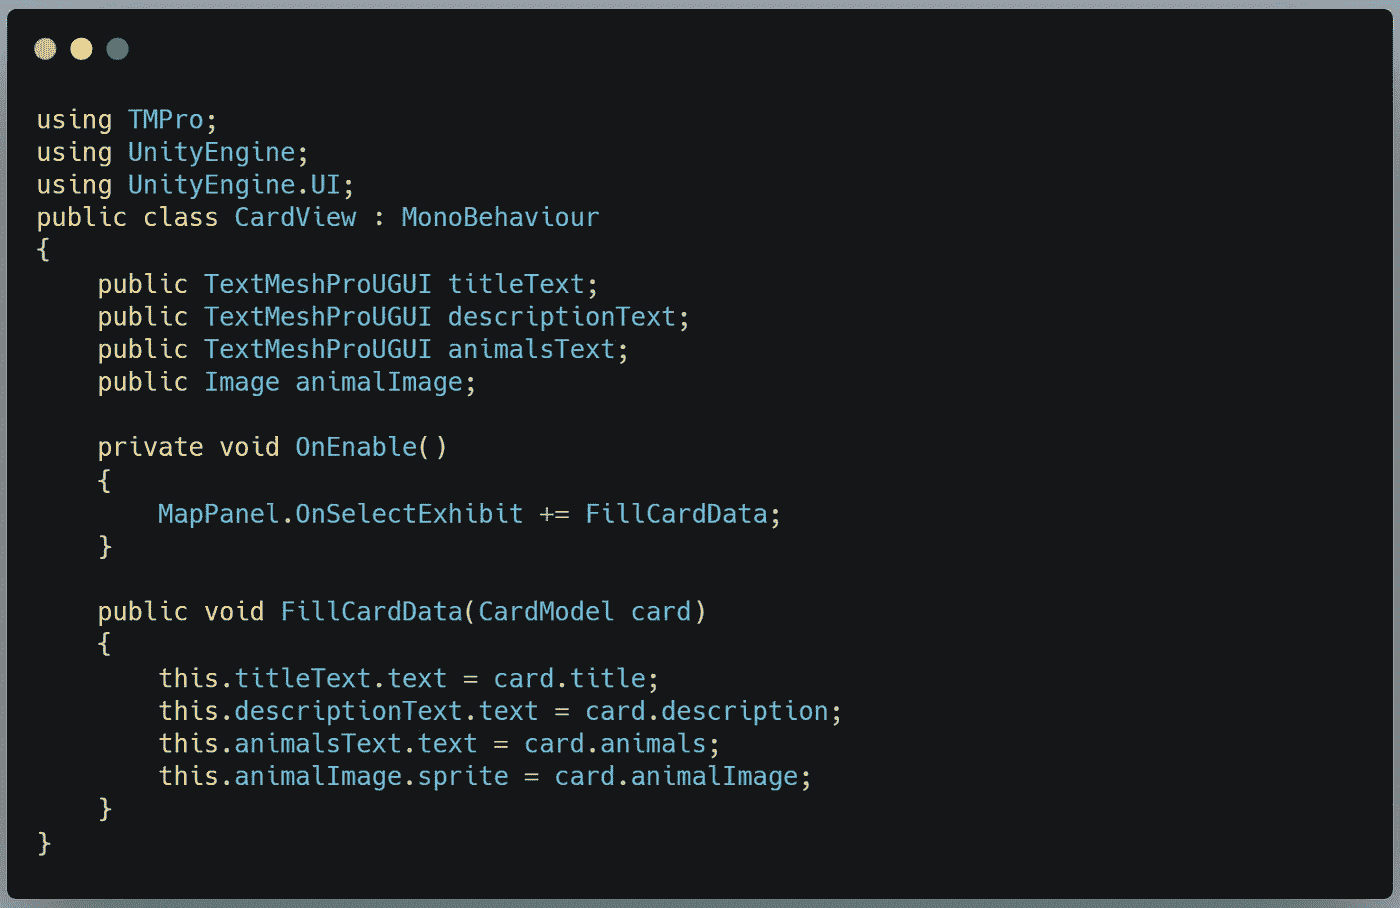 using TMPro;
using UnityEngine;
using UnityEngine.UI;
public class CardView : MonoBehaviour
{
    public TextMeshProUGUI titleText;
    public TextMeshProUGUI descriptionText;
    public TextMeshProUGUI animalsText;
    public Image animalImage;

    private void OnEnable()
    {
        MapPanel.OnSelectExhibit += FillCardData;
    }

    public void FillCardData(CardModel card)
    {
        this.titleText.text = card.title;
        this.descriptionText.text = card.description;
        this.animalsText.text = card.animals;
        this.animalImage.sprite = card.animalImage;
    }
}